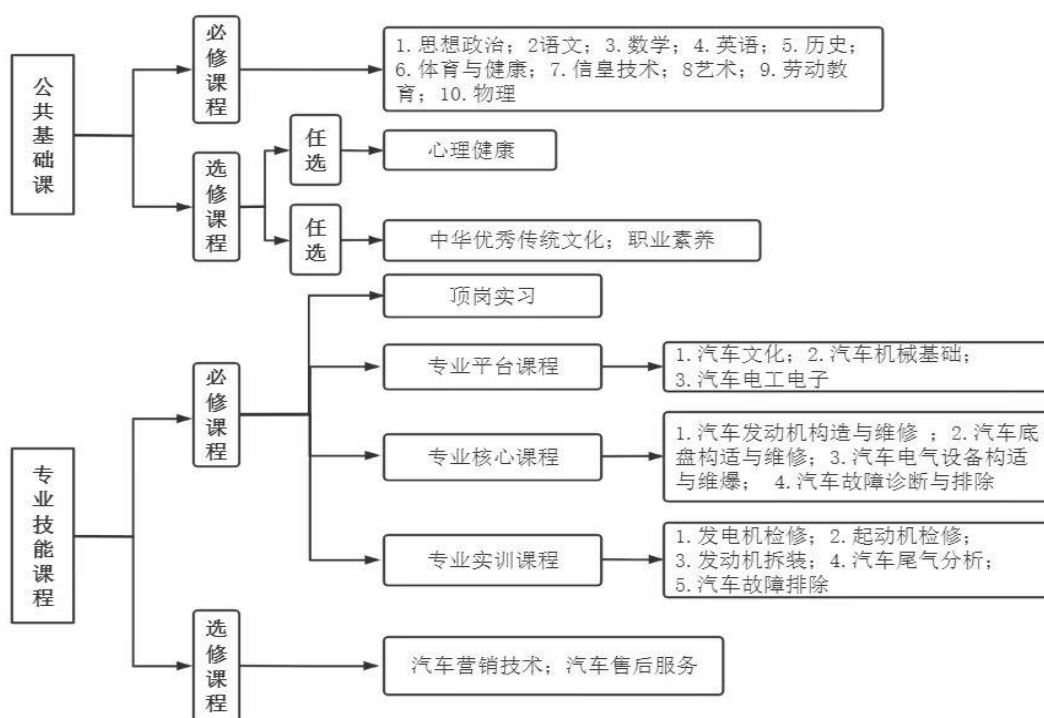 公共基础课
必修课程
1.思想政治；2语文；3.数学；4.英语；5.历史；
6.体育与健康；7.信皇技术；8艺术；9.劳动教
育；10.物理
选修课程
任选
心理健康
任选
中华优秀传统文化；职业素养
专业技能课程
必修课程
顶岗实习
专业平台课程
1.汽车文化；2.汽车机械基础；
3.汽车电工电子
专业核心课程
1.汽车发动机构造与维修 ；2.汽车底
盘构适与维修；3.汽车电气设备构适
与维爆； 4.汽车故障诊断与排除
专业实训课程
1.发电机检修；2.起动机检修；
3.发动机拆装；4.汽车尾气分析；
5.汽车故障排除
选修课程
汽车营销技术；汽车售后服务